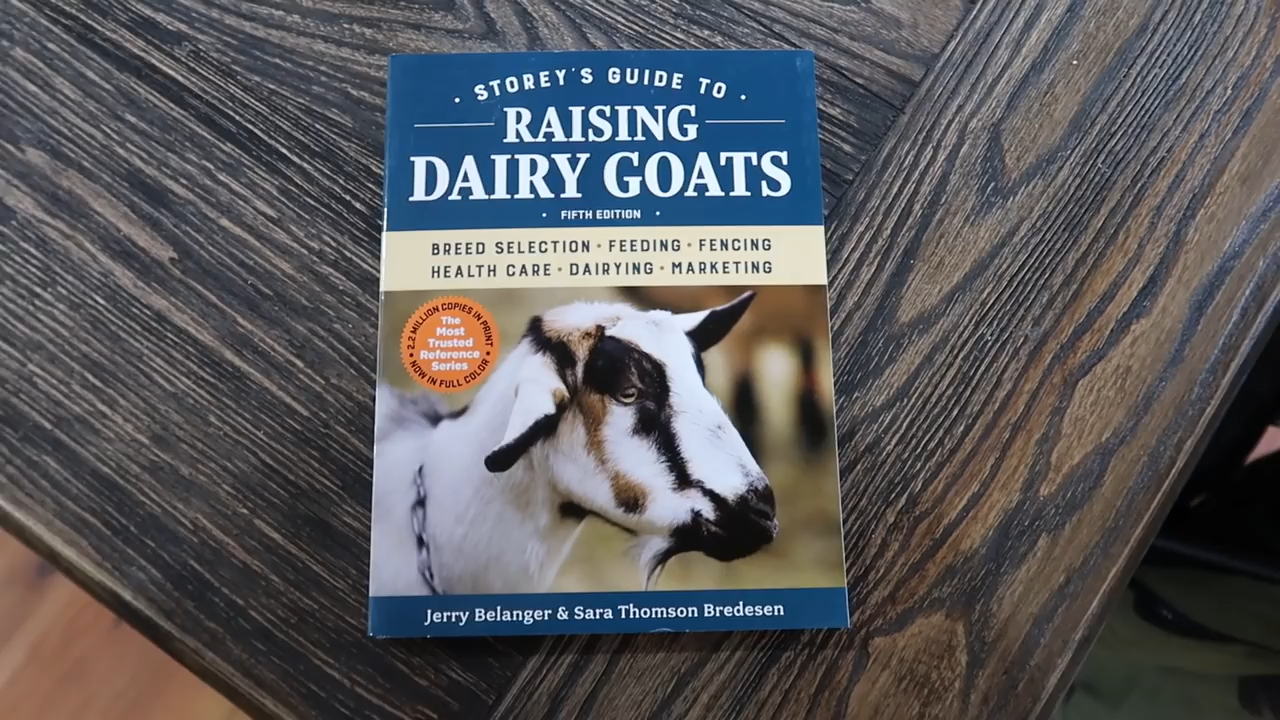 • STOREY'S GUIDE TO •
RAISING
DAIRY GOATS
• FIFTH EDITION •
BREED SELECTION • FEEDING • FENCING
HEALTH CARE • DAIRYING • MARKETING
• 2.2 MILLION COPIES IN PRINT •
The
Most
Trusted
Reference
Series
NOW IN FULL COLOR
Jerry Belanger & Sara Thomson Bredesen